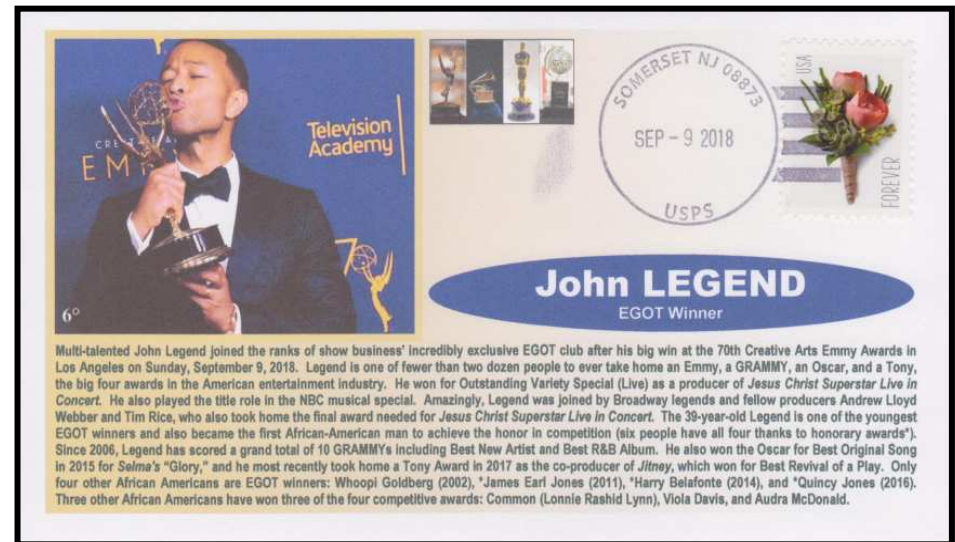 CREATIVE ARTS
EMMY
Television
Academy
70
6°
SOMERSET NJ 08873
SEP - 9 2018
USPS
USA
FOREVER
John LEGEND
EGOT Winner
Multi-talented John Legend joined the ranks of show business' incredibly exclusive EGOT club after his big win at the 70th Creative Arts Emmy Awards in
Los Angeles on Sunday, September 9, 2018. Legend is one of fewer than two dozen people to ever take home an Emmy, a GRAMMY, an Oscar, and a Tony,
the big four awards in the American entertainment industry. He won for Outstanding Variety Special (Live) as a producer of Jesus Christ Superstar Live in
Concert. He also played the title role in the NBC musical special. Amazingly, Legend was joined by Broadway legends and fellow producers Andrew Lloyd
Webber and Tim Rice, who also took home the final award needed for Jesus Christ Superstar Live in Concert. The 39-year-old Legend is one of the youngest
EGOT winners and also became the first African-American man to achieve the honor in competition (six people have all four thanks to honorary awards*).
Since 2006, Legend has scored a grand total of 10 GRAMMYs including Best New Artist and Best R&B Album. He also won the Oscar for Best Original Song
in 2015 for Selma's "Glory," and he most recently took home a Tony Award in 2017 as the co-producer of Jitney, which won for Best Revival of a Play. Only
four other African Americans are EGOT winners: Whoopi Goldberg (2002), *James Earl Jones (2011), *Harry Belafonte (2014), and *Quincy Jones (2016).
Three other African Americans have won three of the four competitive awards: Common (Lonnie Rashid Lynn), Viola Davis, and Audra McDonald.